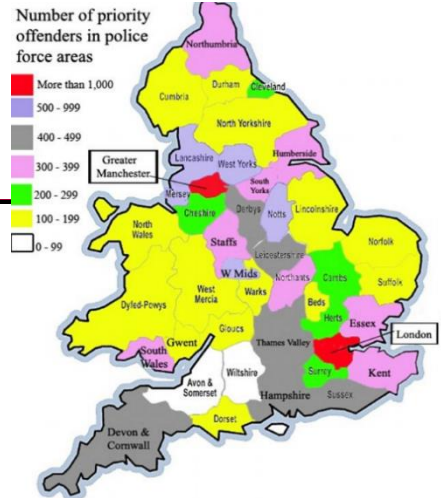 Number of priority
offenders in police
force areas
More than 1,000
500 - 999
400 - 499
300 - 399
200 - 299
100 - 199
0 - 99
Greater
Manchester
London
Northumbria
Cumbria
Durham
Cleveland
North Yorkshire
Lancashire
West Yorks
Humberside
Mersey
South
Yorks
Cheshire
Derbys
Notts
Lincolnshire
North
Wales
Staffs
Leicestershire
Norfolk
W Mids
Northants
Cambs
Suffolk
Dyfed-Powys
West
Mercia
Warks
Beds
Herts
Essex
Gwent
Gloucs
Thames Valley
South
Wales
Avon &
Somerset
Wiltshire
Surrey
Kent
Hampshire
Sussex
Dorset
Devon &
Cornwall